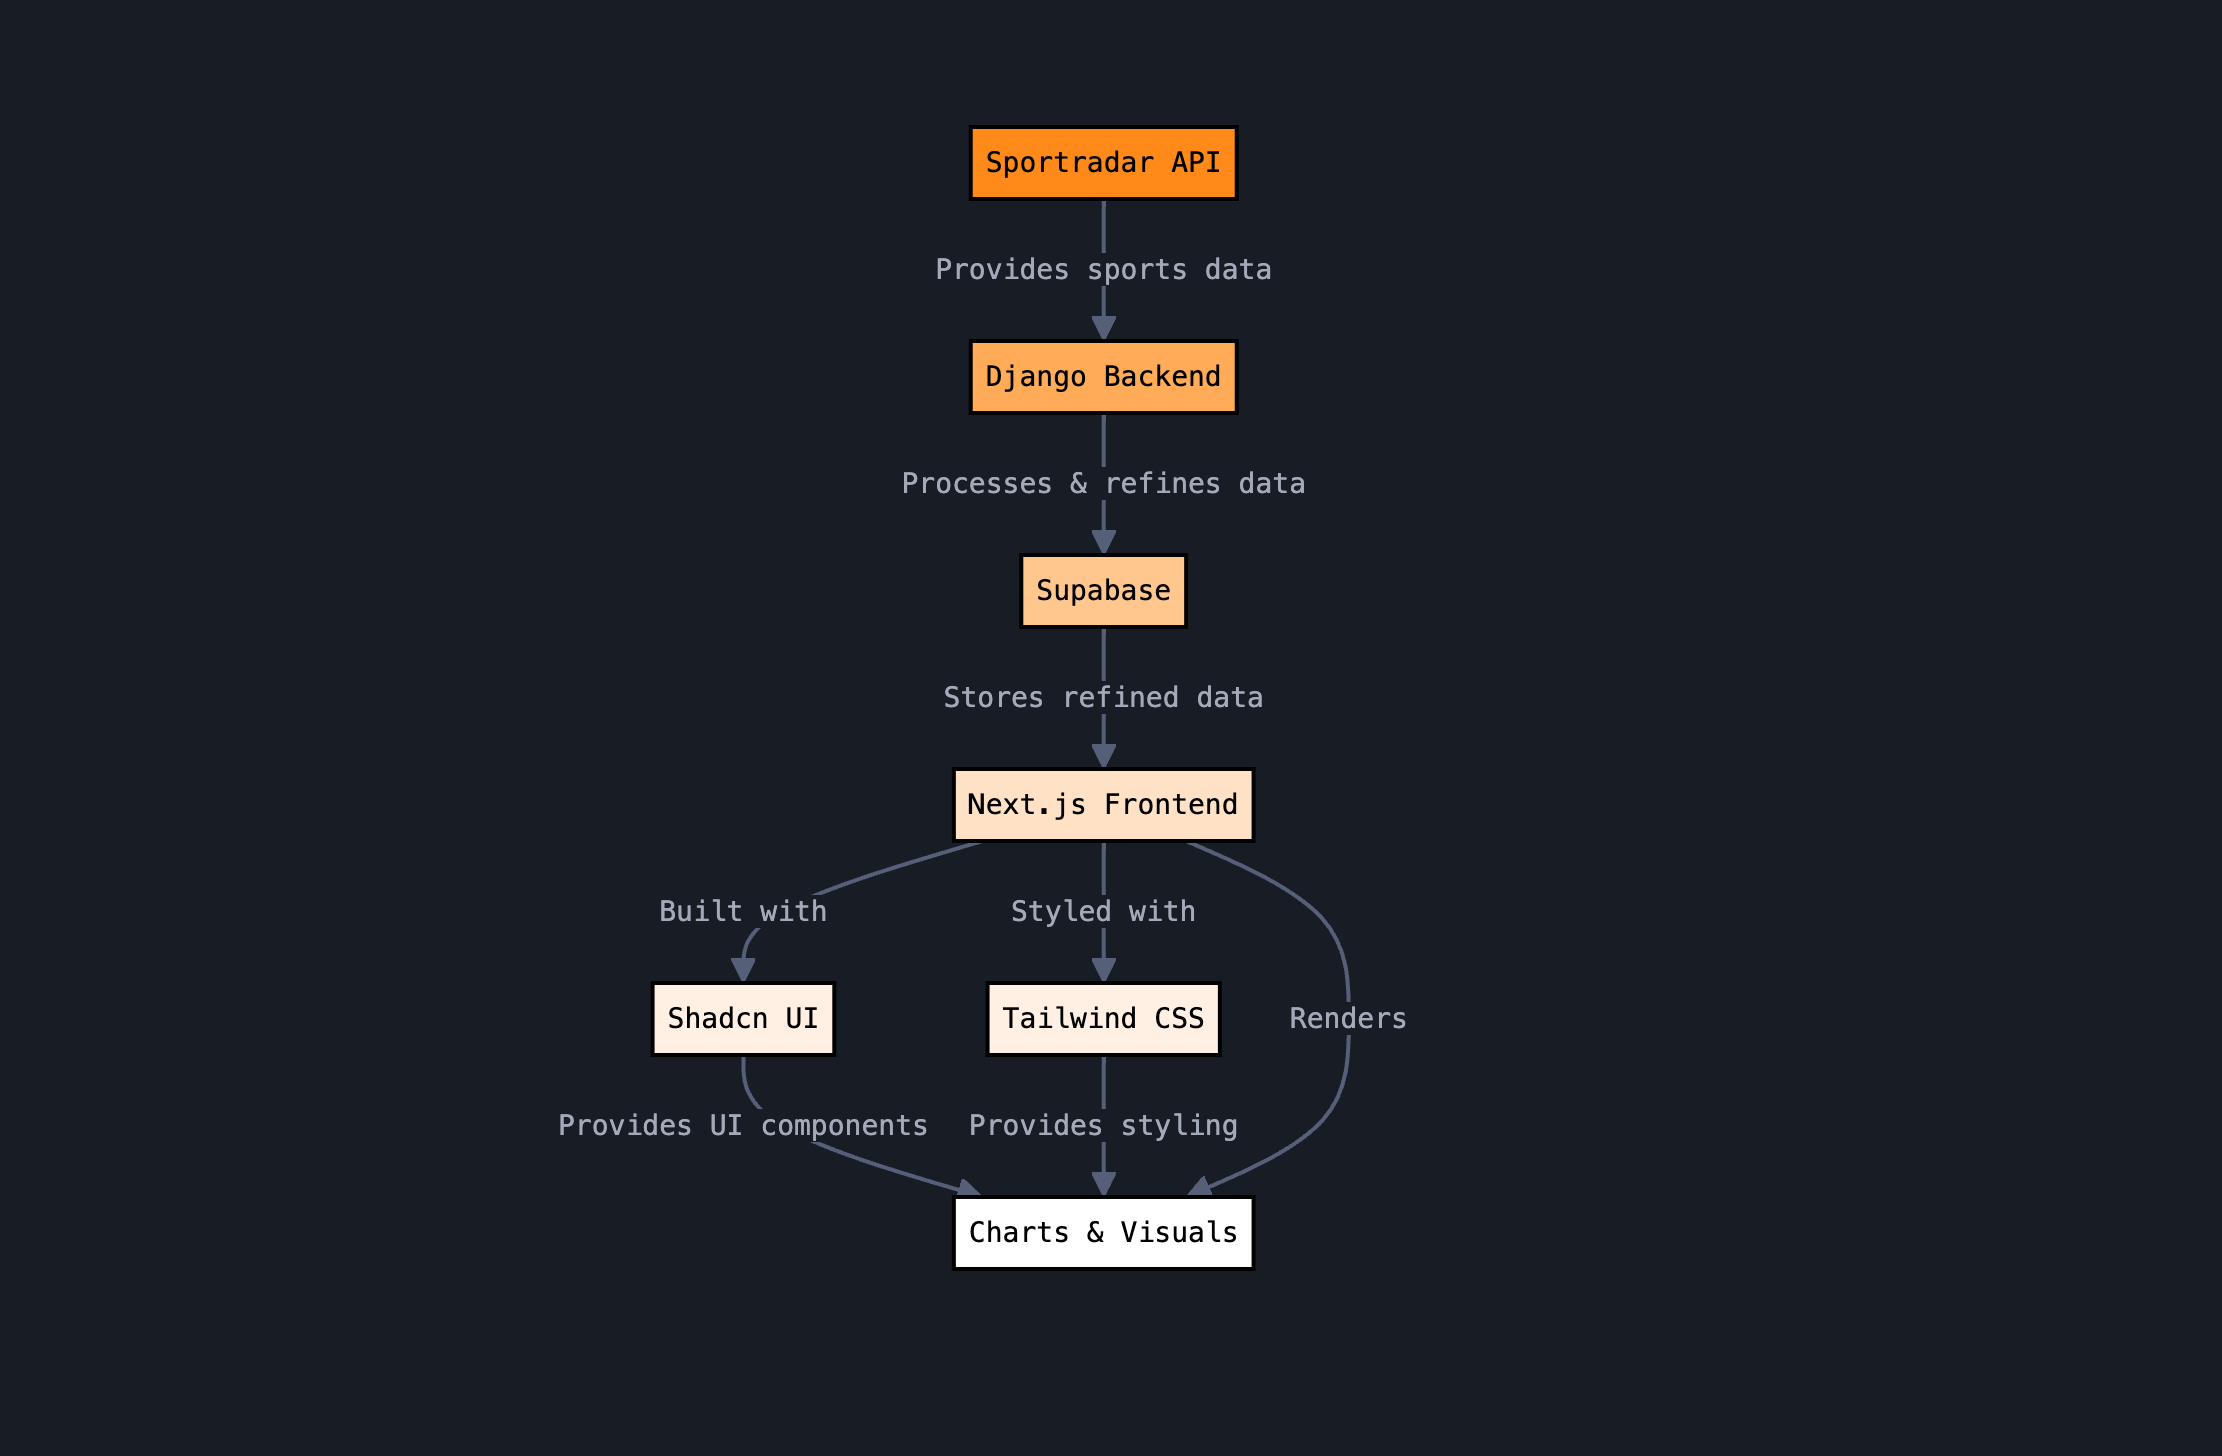 Sportradar API
Provides sports data
Django Backend
Processes & refines data
Supabase
Stores refined data
Next.js Frontend
Built with
Styled with
Shadcn UI
Tailwind CSS
Renders
Provides UI components
Provides styling
Charts & Visuals